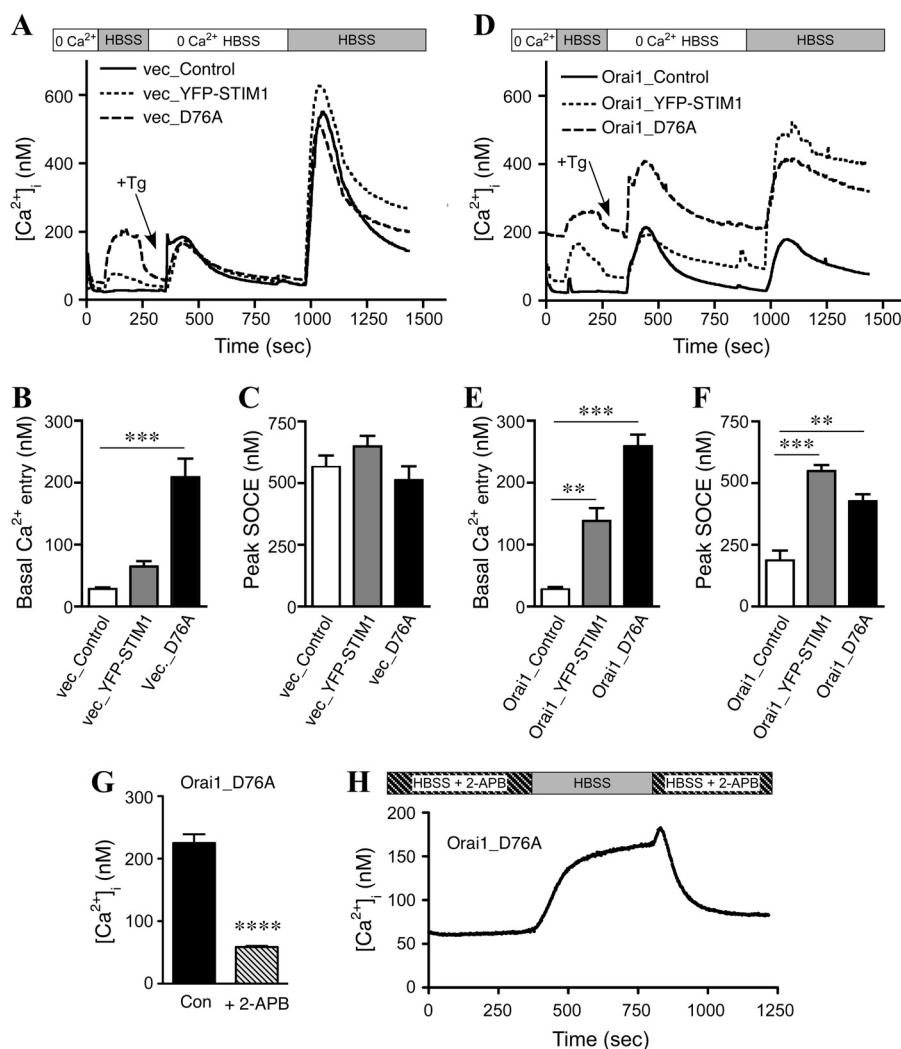 A
0 Ca2+ HBSS 0 Ca2+ HBSS HBSS
vec_Control
vec_YFP-STIM1
vec_D76A
+Tg
[Ca2+]i (nM)
600
400
200
0
0 250 500 750 1000 1250 1500
Time (sec)
D
0 Ca2+ HBSS 0 Ca2+ HBSS HBSS
Orai1_Control
Orai1_YFP-STIM1
Orai1_D76A
+Tg
[Ca2+]i (nM)
600
400
200
0
0 250 500 750 1000 1250 1500
Time (sec)
B
Basal Ca2+ entry (nM)
300
200
100
0
***
vec_Control
vec_YFP-STIM1
Vec._D76A
C
Peak SOCE (nM)
750
500
250
0
vec_Control
vec_YFP-STIM1
vec_D76A
E
Basal Ca2+ entry (nM)
300
200
100
0
***
**
Orai1_Control
Orai1_YFP-STIM1
Orai1_D76A
F
Peak SOCE (nM)
750
500
250
0
**
***
Orai1_Control
Orai1_YFP-STIM1
Orai1_D76A
G
Orai1_D76A
[Ca2+]i (nM)
300
200
100
0
****
Con + 2-APB
H
HBSS + 2-APB HBSS HBSS + 2-APB
Orai1_D76A
[Ca2+]i (nM)
200
150
100
50
0
0 250 500 750 1000 1250
Time (sec)